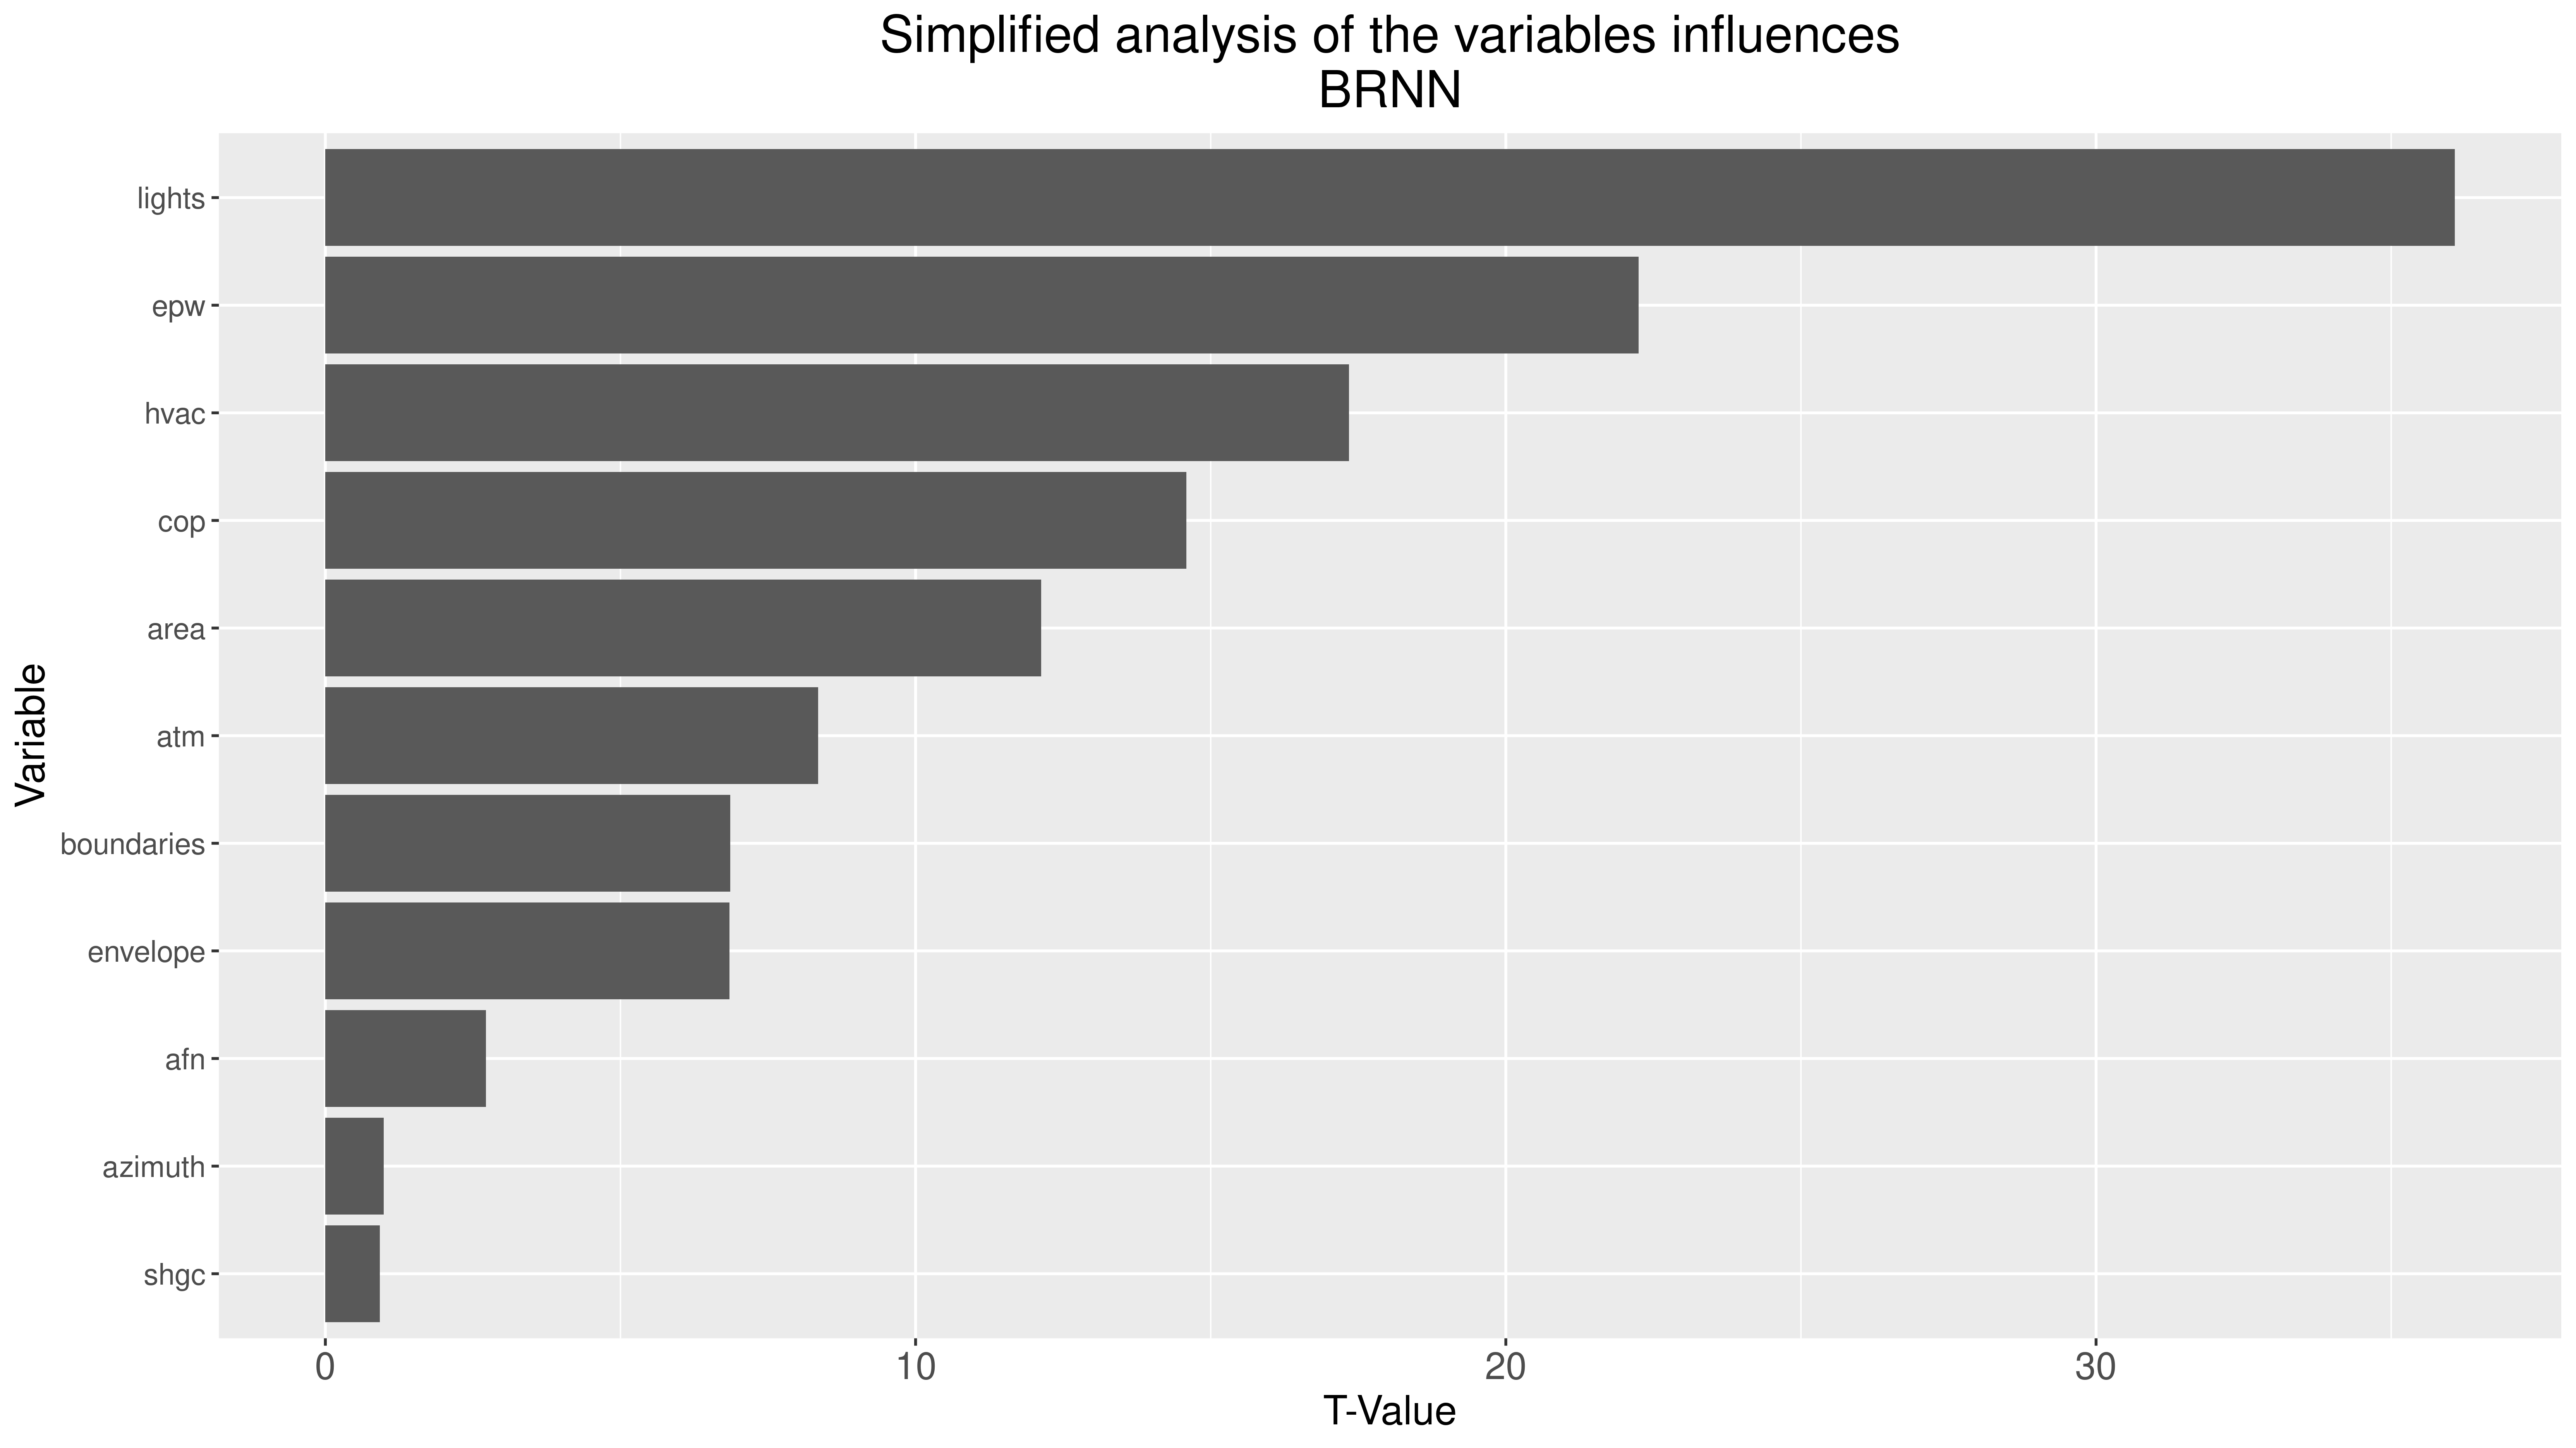 Simplified analysis of the variables influences
BRNN
lights
epw
hvac
cop
area
atm
boundaries
envelope
afn
azimuth
shgc
Variable
0 10 20 30
T-Value